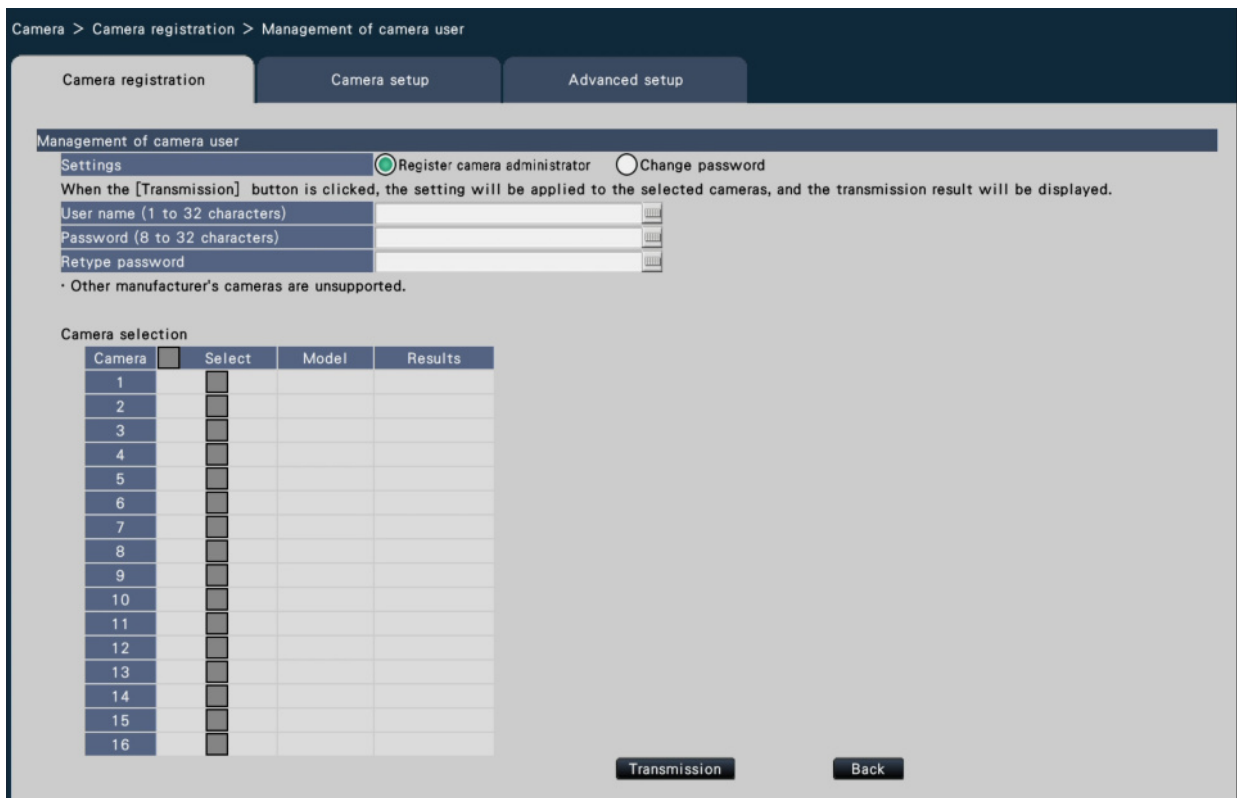 Camera > Camera registration > Management of camera user
Camera registration Camera setup Advanced setup
Management of camera user
Settings Register camera administrator Change password
When the [Transmission] button is clicked, the setting will be applied to the selected cameras, and the transmission result will be displayed.
User name (1 to 32 characters)
Password (8 to 32 characters)
Retype password
· Other manufacturer's cameras are unsupported.
Camera selection
Camera Select Model Results
1
2
3
4
5
6
7
8
9
10
11
12
13
14
15
16
Transmission Back